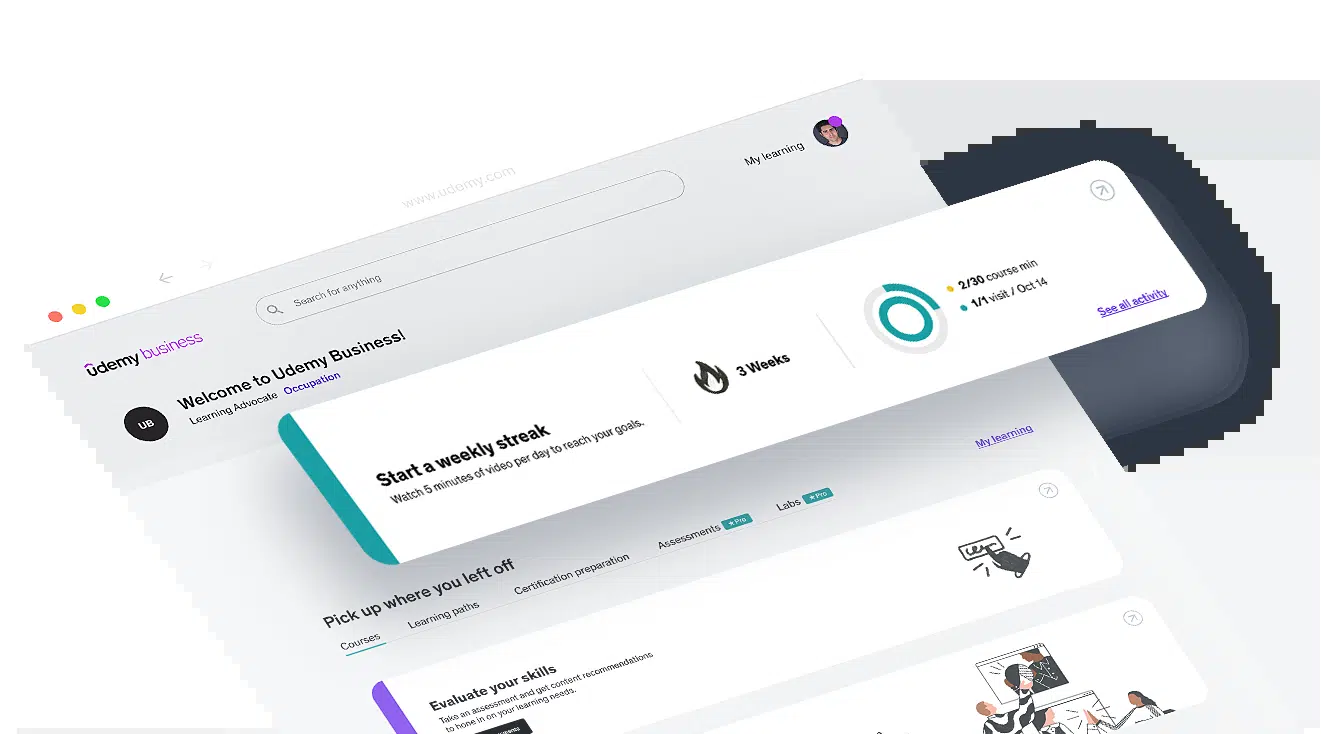 www.udemy.com
My learning
Search for anything
ûdemy business
UB
Welcome to Udemy Business!
Learning Advocate Occupation
Start a weekly streak
Watch 5 minutes of video per day to reach your goals.
3 Weeks
2/30 course min
1/1 visit / Oct 14
See all activity
My learning
Pick up where you left off
Courses
Learning paths
Certification preparation
Assessments ★ Pro
Labs ★ Pro
Evaluate your skills
Take an assessment and get content recommendations
to hone in on your learning needs.